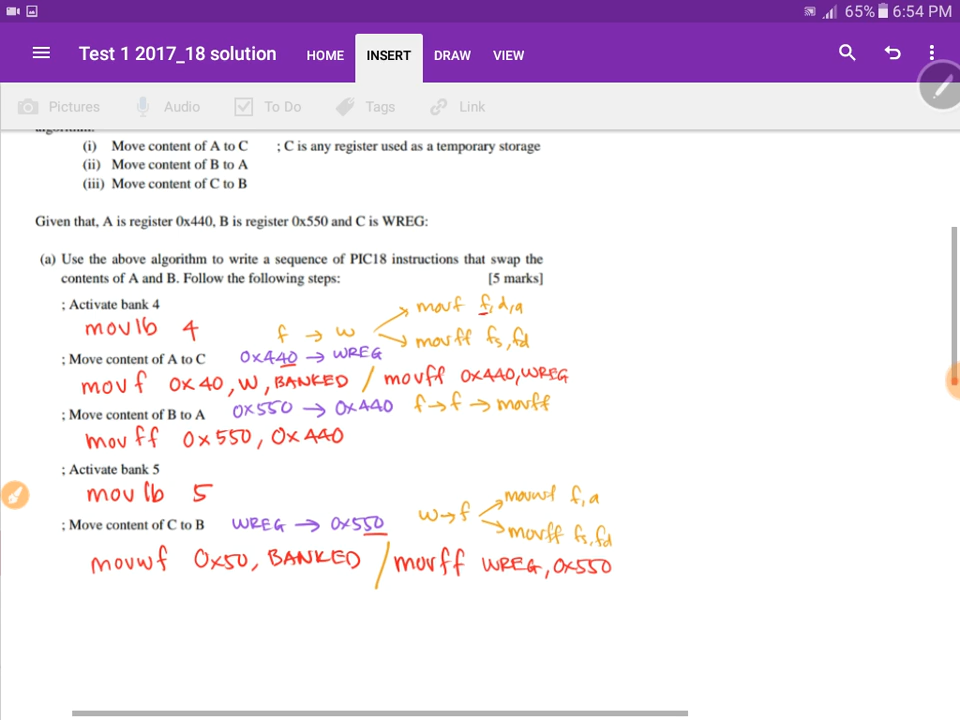 65% 6:54 PM
Test 1 2017_18 solution HOME INSERT DRAW VIEW
Pictures Audio To Do Tags Link
algorithm:
(i) Move content of A to C ; C is any register used as a temporary storage
(ii) Move content of B to A
(iii) Move content of C to B
Given that, A is register 0x440, B is register 0x550 and C is WREG:
(a) Use the above algorithm to write a sequence of PIC18 instructions that swap the
contents of A and B. Follow the following steps: [5 marks]
; Activate bank 4
movf f,d,a
movlb 4
f → w
movff fs,fd
; Move content of A to C 0x440 → WREG
movf 0x40, W, BANKED / movff 0x440, WREG
; Move content of B to A 0x550 → 0x440 f → f → movff
movff 0x550, 0x440
; Activate bank 5
movlb 5
movwf f,a
; Move content of C to B WREG → 0x550 w → f
movff fs,fd
movwf 0x50, BANKED / movff WREG, 0x550